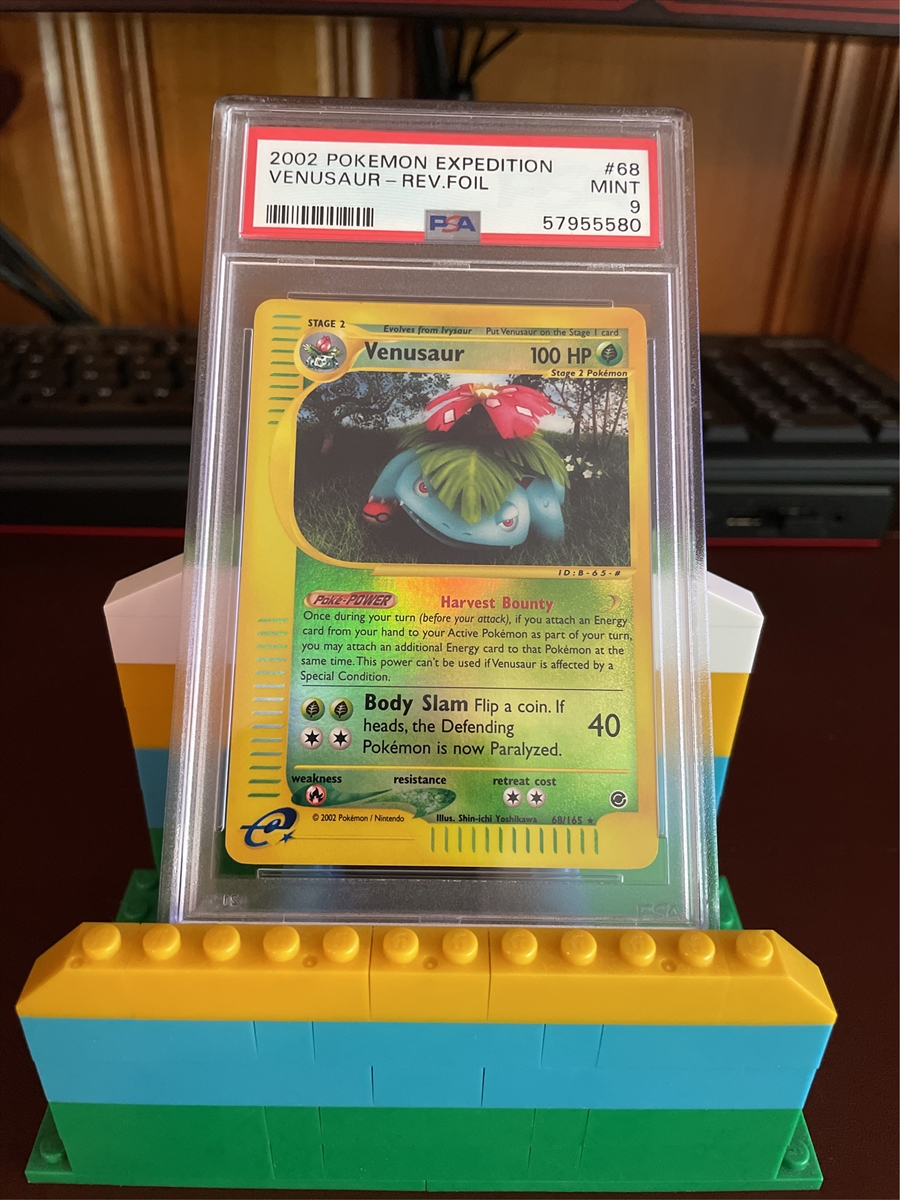 2002 POKEMON EXPEDITION #68
VENUSAUR - REV.FOIL MINT
9
PSA 57955580
STAGE 2 Evolves from Ivysaur Put Venusaur on the Stage 1 card
Venusaur 100 HP
Stage 2 Pokémon
ID:B-65-#
Poké-POWER Harvest Bounty
Once during your turn (before your attack), if you attach an Energy
card from your hand to your Active Pokémon as part of your turn,
you may attach an additional Energy card to that Pokémon at the
same time. This power can't be used if Venusaur is affected by a
Special Condition.
Body Slam Flip a coin. If
heads, the Defending 40
Pokémon is now Paralyzed.
weakness resistance retreat cost
© 2002 Pokémon / Nintendo Illus. Shin-ichi Yoshikawa 68/165 ★
e
PSA